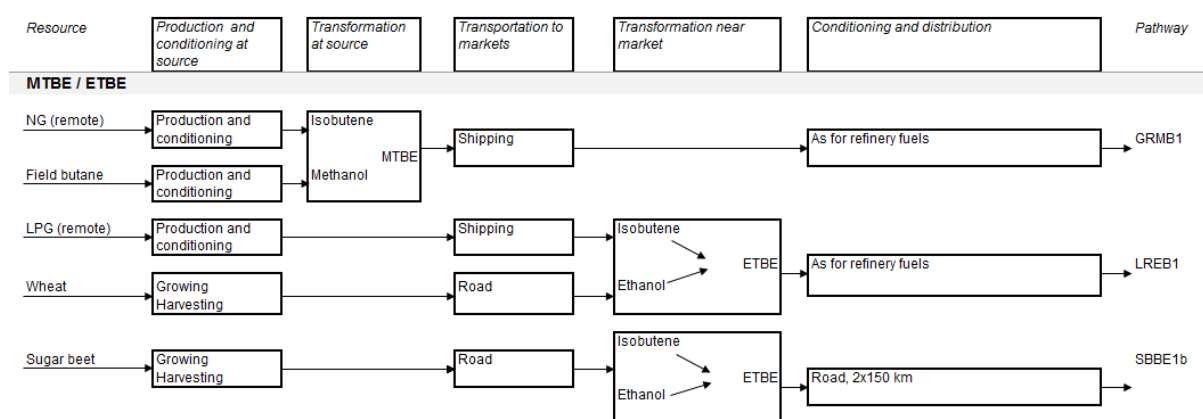 Resource
Production and
conditioning at
source
Transformation
at source
Transportation to
markets
Transformation near
market
Conditioning and distribution
Pathway
MTBE / ETBE
NG (remote)
Production and
conditioning
Isobutene
MTBE
Methanol
Shipping
As for refinery fuels
GRMB1
Field butane
Production and
conditioning
LPG (remote)
Production and
conditioning
Shipping
Isobutene
ETBE
Ethanol
As for refinery fuels
LREB1
Wheat
Growing
Harvesting
Road
Sugar beet
Growing
Harvesting
Road
Isobutene
ETBE
Ethanol
Road, 2x150 km
SBBE1b